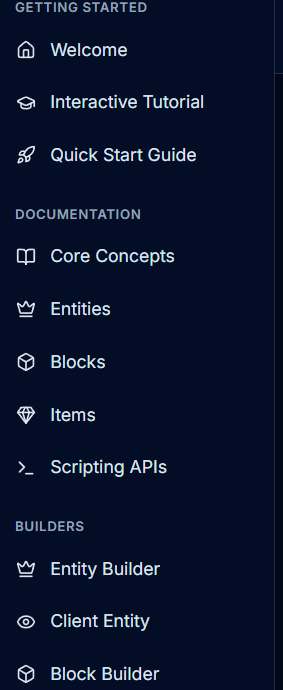 GETTING STARTED
Welcome
Interactive Tutorial
Quick Start Guide
DOCUMENTATION
Core Concepts
Entities
Blocks
Items
Scripting APIs
BUILDERS
Entity Builder
Client Entity
Block Builder